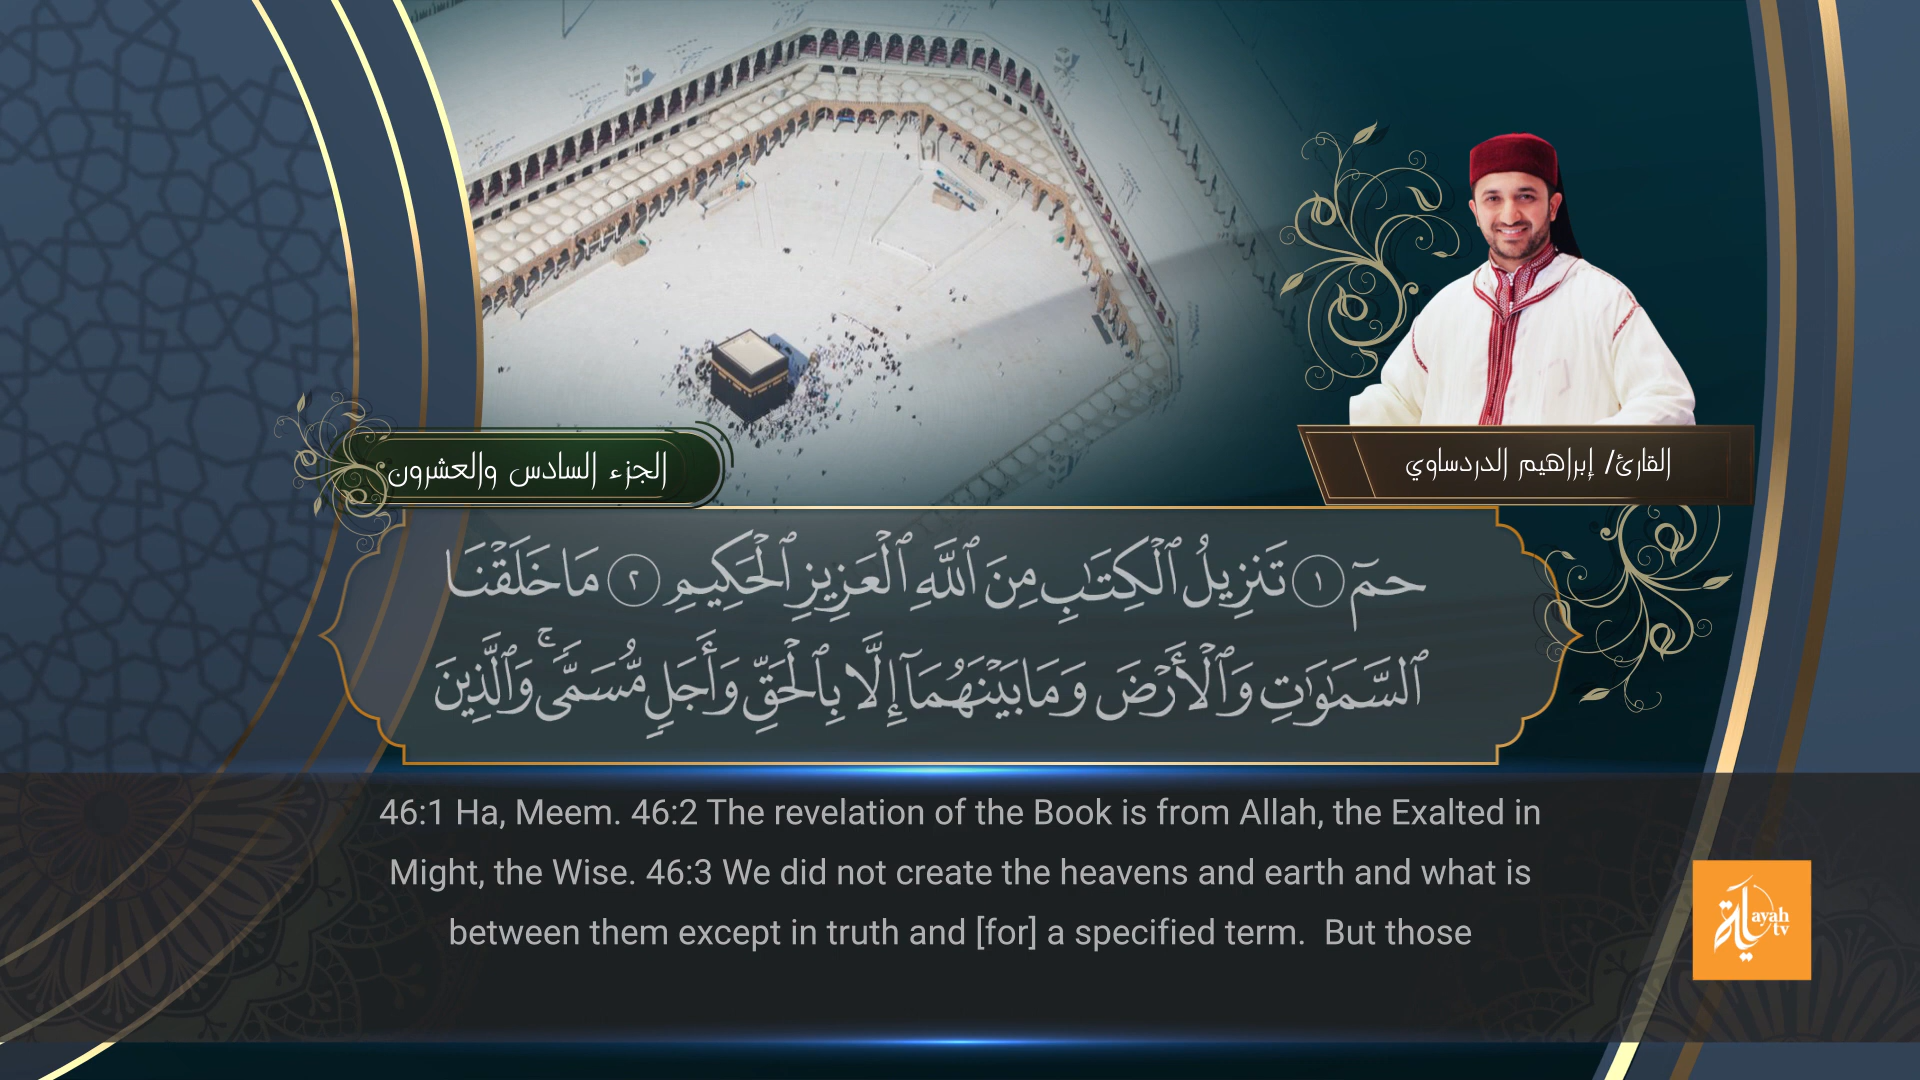 الجزء السادس والعشرون
القارئ/ إبراهيم الدردساوي
حمٓ ١ تَنزِيلُ ٱلْكِتَٰبِ مِنَ ٱللَّهِ ٱلْعَزِيزِ ٱلْحَكِيمِ ٢ مَا خَلَقْنَا
ٱلسَّمَٰوَٰتِ وَٱلْأَرْضَ وَمَا بَيْنَهُمَآ إِلَّا بِٱلْحَقِّ وَأَجَلٍ مُّسَمًّى ۚ وَٱلَّذِينَ
46:1 Ha, Meem. 46:2 The revelation of the Book is from Allah, the Exalted in
Might, the Wise. 46:3 We did not create the heavens and earth and what is
between them except in truth and [for] a specified term.  But those
آية
ayah
tv